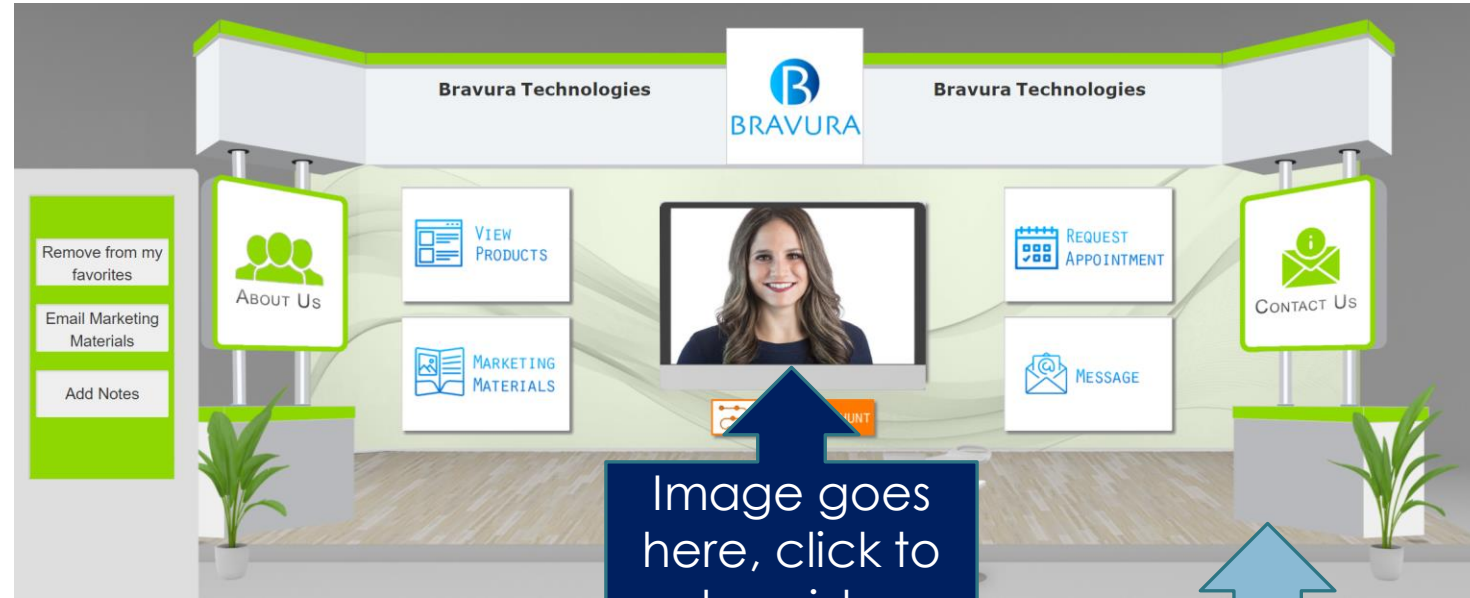 Bravura Technologies
BRAVURA
Bravura Technologies
Remove from my
favorites
Email Marketing
Materials
Add Notes
ABOUT US
VIEW
PRODUCTS
MARKETING
MATERIALS
REQUEST
APPOINTMENT
MESSAGE
CONTACT US
Image goes
here, click to